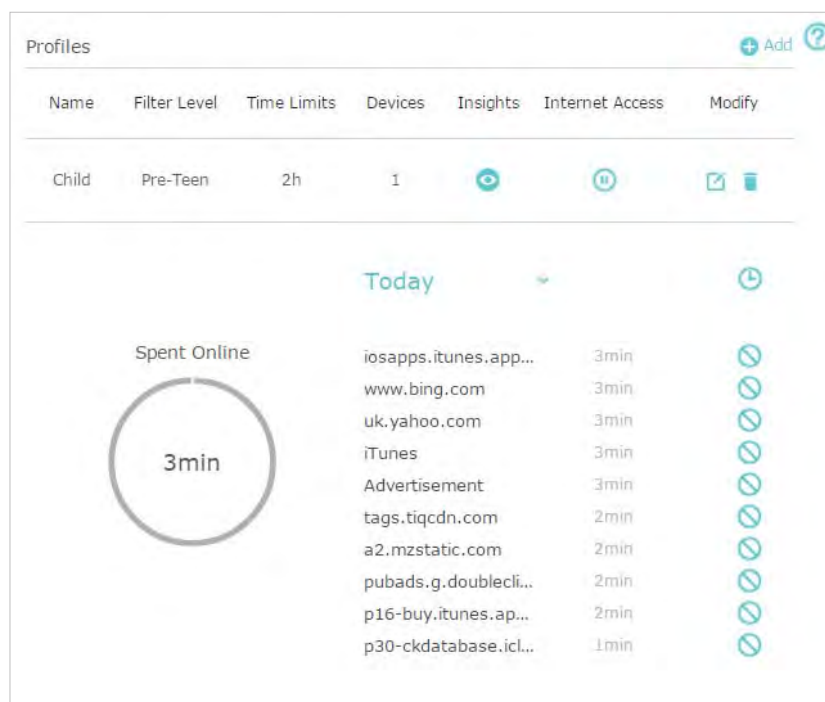 Profiles Add
Name Filter Level Time Limits Devices Insights Internet Access Modify
Child Pre-Teen 2h 1
Today
Spent Online
3min
iosapps.itunes.app... 3min
www.bing.com 3min
uk.yahoo.com 3min
iTunes 3min
Advertisement 3min
tags.tiqcdn.com 2min
a2.mzstatic.com 2min
pubads.g.doublecli... 2min
p16-buy.itunes.ap... 2min
p30-ckdatabase.icl... 1min